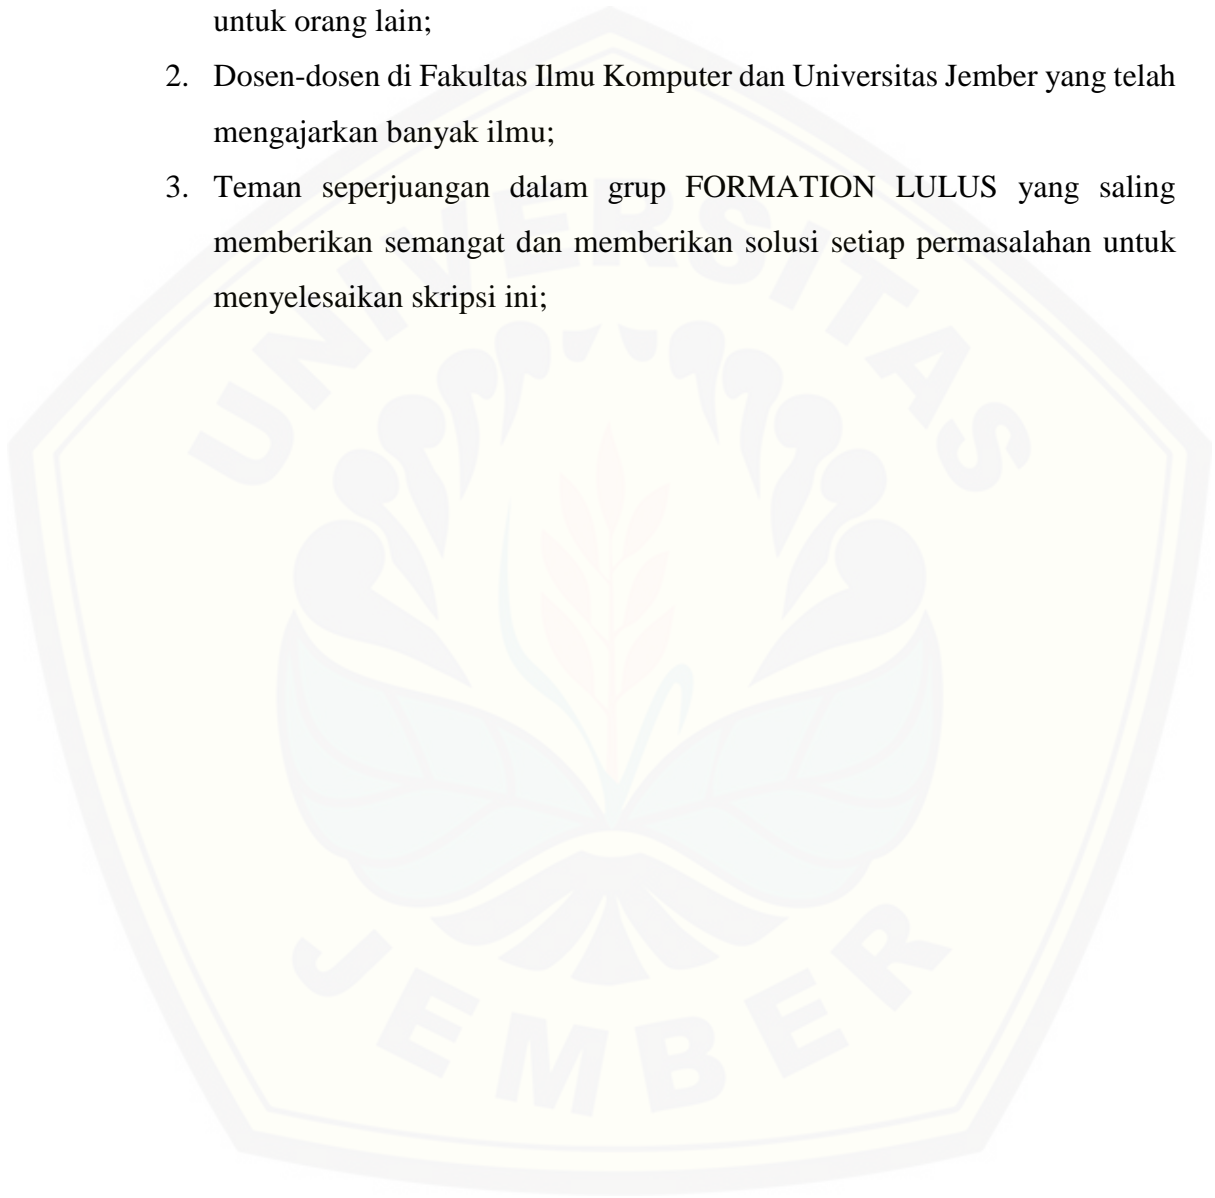 untuk orang lain;
2. Dosen-dosen di Fakultas Ilmu Komputer dan Universitas Jember yang telah
mengajarkan banyak ilmu;
3. Teman seperjuangan dalam grup FORMATION LULUS yang saling
memberikan semangat dan memberikan solusi setiap permasalahan untuk
menyelesaikan skripsi ini;
UNIVERSITAS
JEMBER